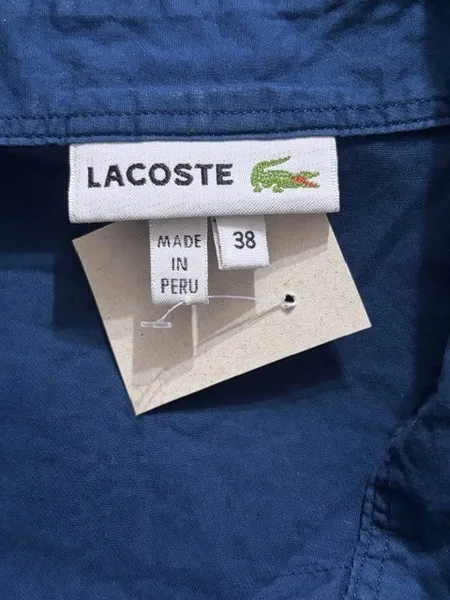 LACOSTE
MADE
IN
PERU
38